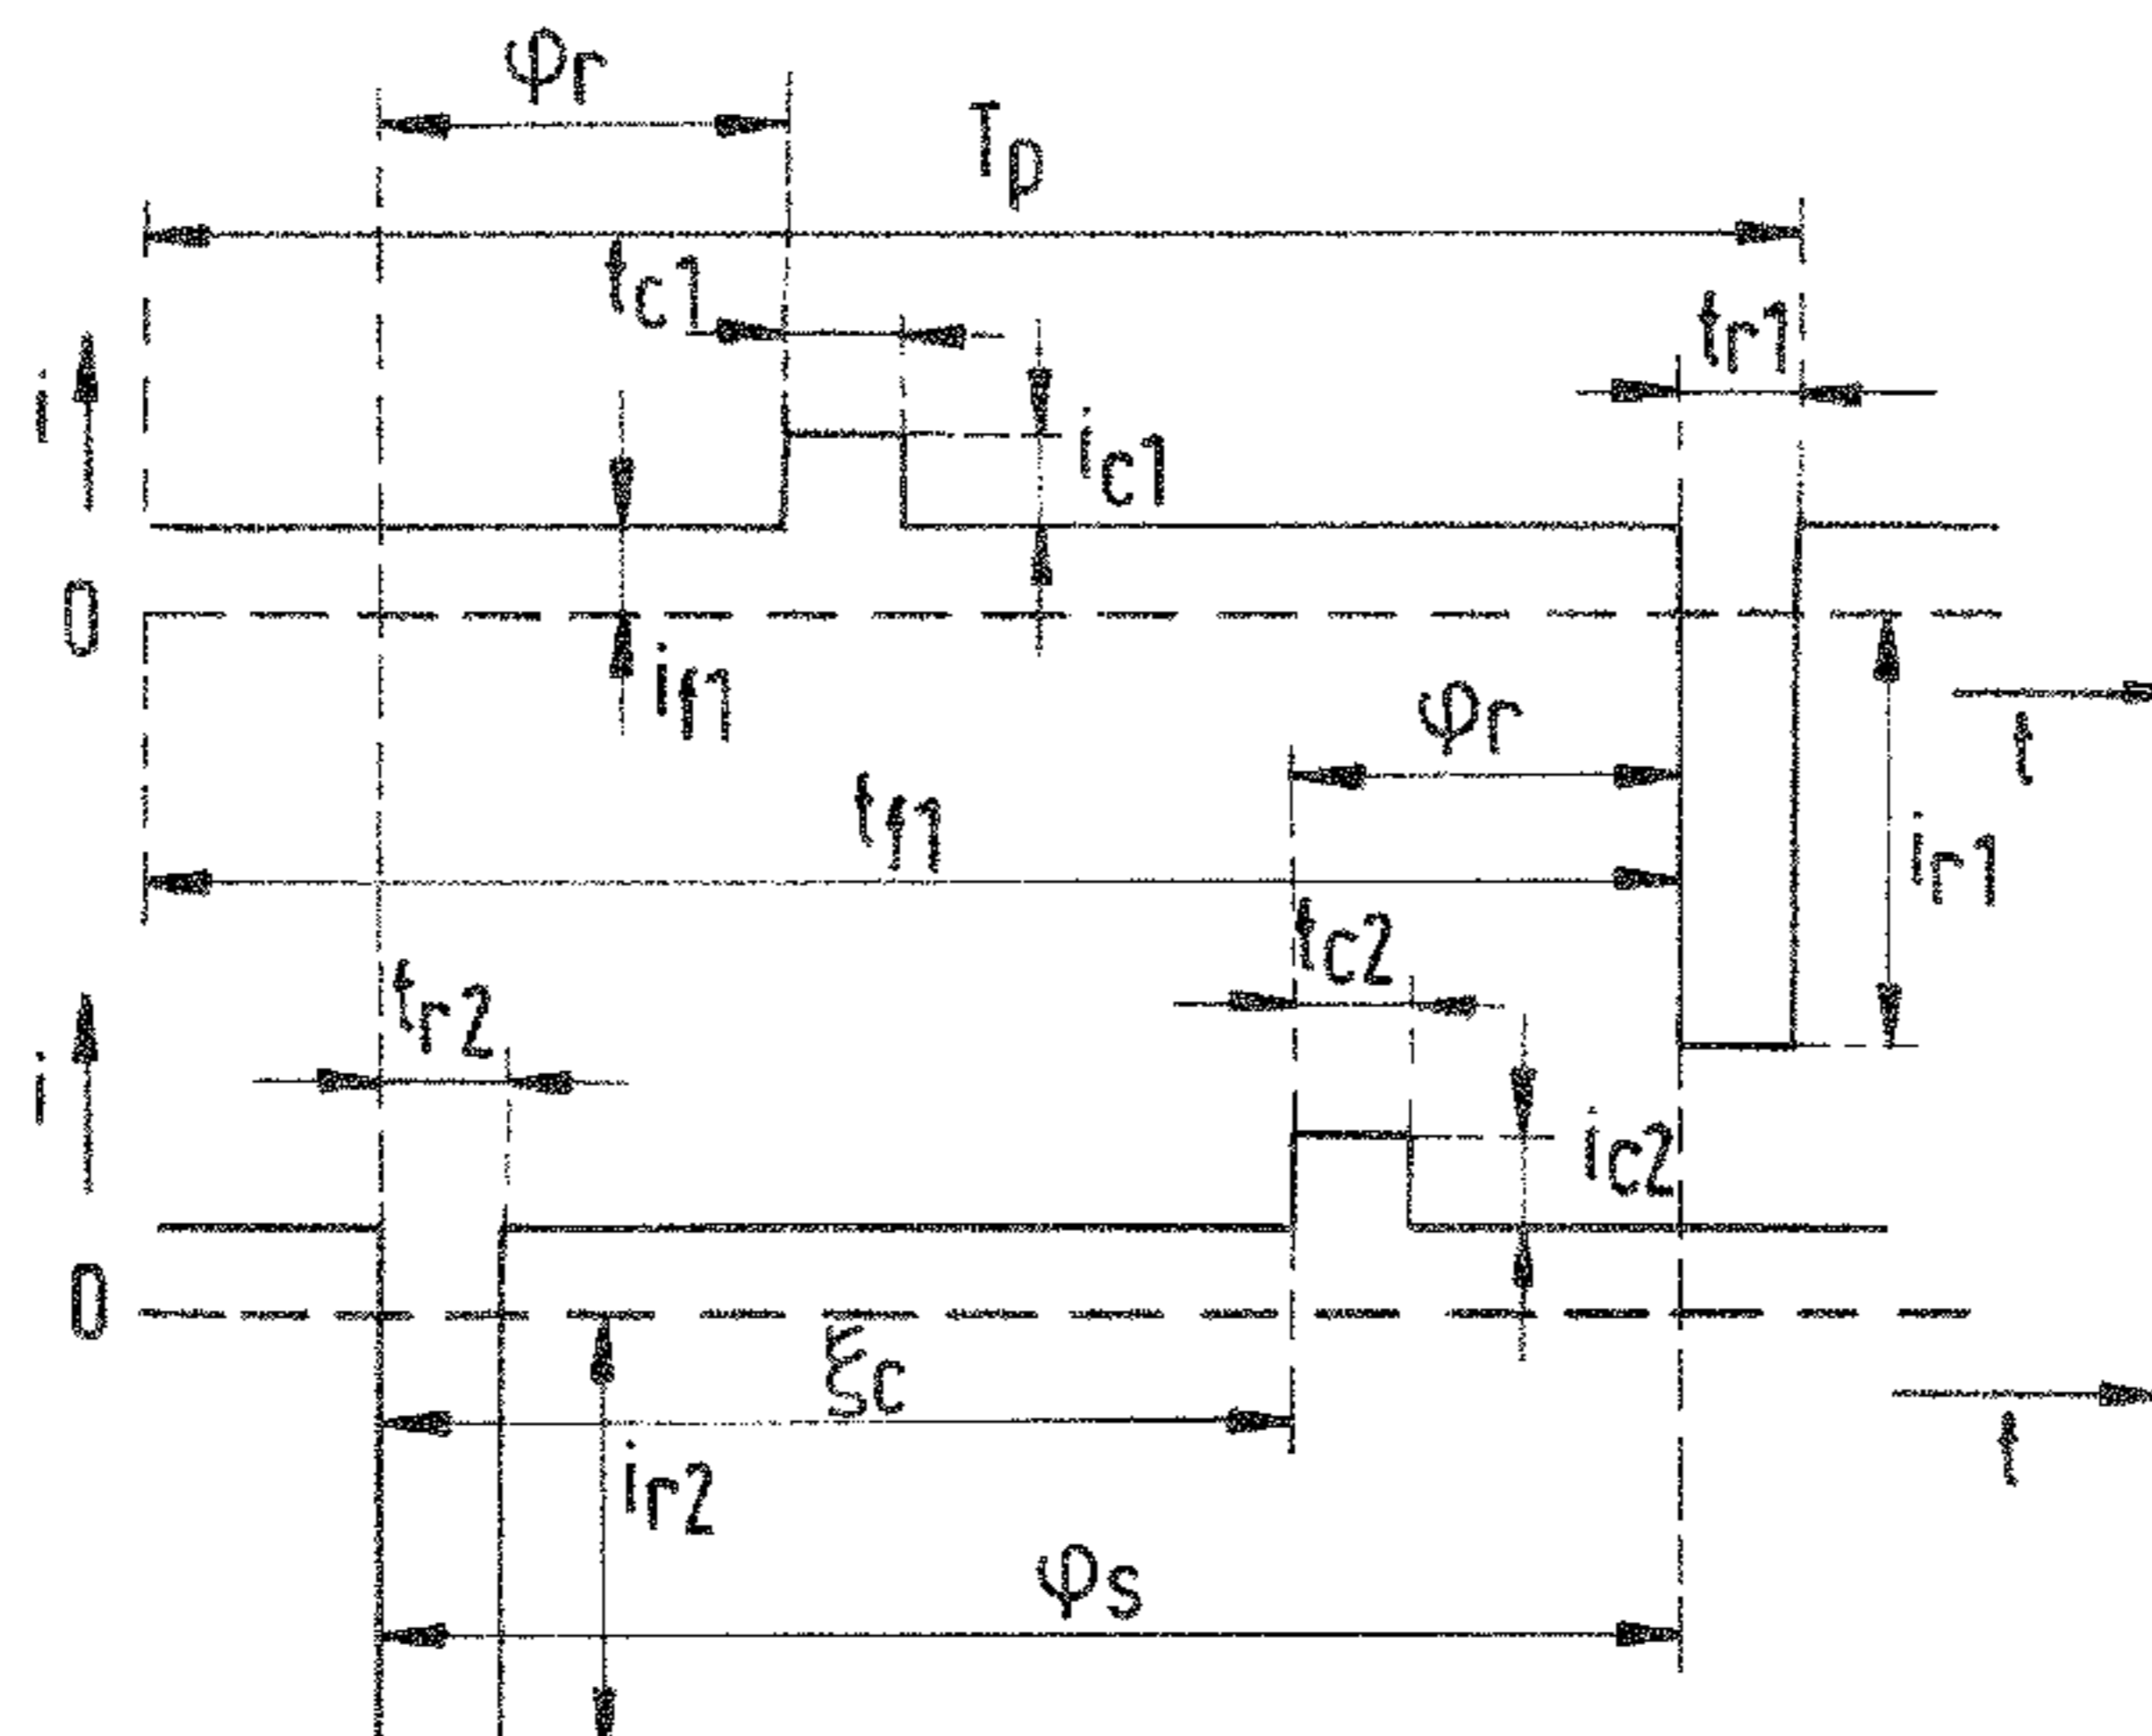 φr
Tp
tc1
tr1
i
ic1
0
if1
φr
t
tf1
ir1
tc2
tr2
i
ic2
0
ξc
t
ir2
φs